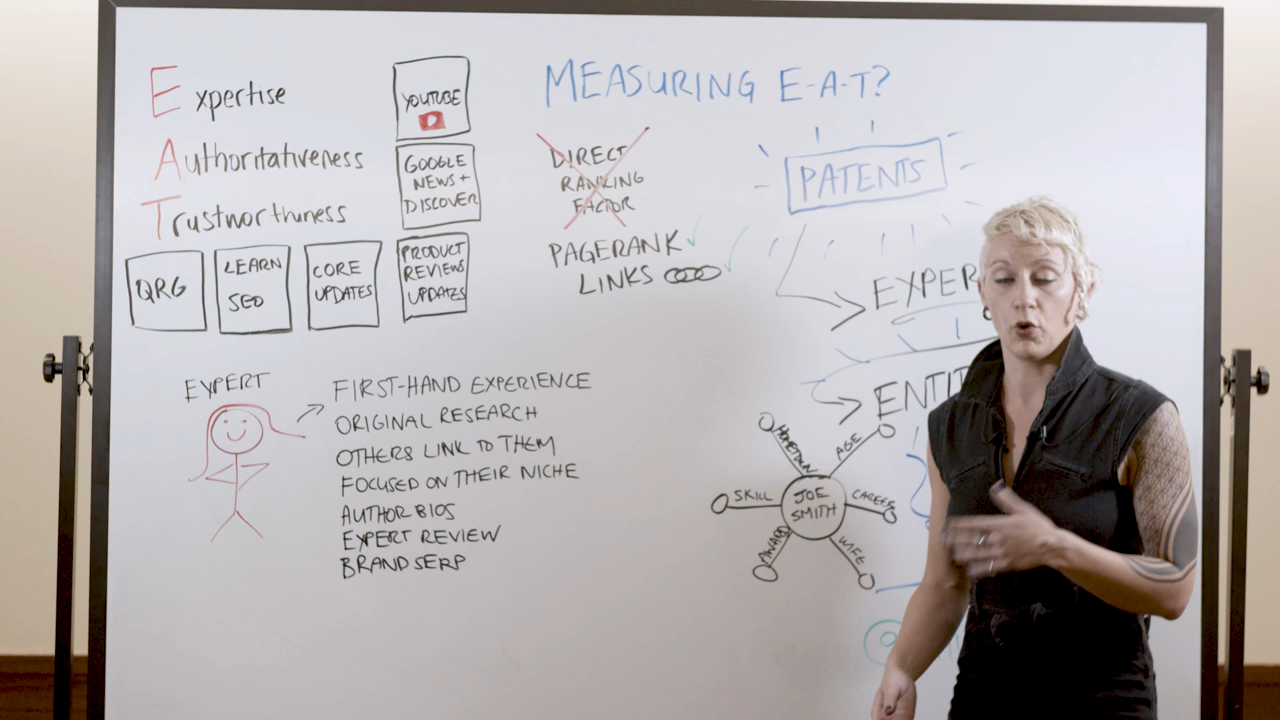 Expertise
Authoritativeness
Trustworthiness
YOUTUBE
GOOGLE
NEWS +
DISCOVER
QRG
LEARN
SEO
CORE
UPDATES
PRODUCT
REVIEWS
UPDATES
EXPERT
FIRST-HAND EXPERIENCE
ORIGINAL RESEARCH
OTHERS LINK TO THEM
FOCUSED ON THEIR NICHE
AUTHOR BIOS
EXPERT REVIEW
BRAND SERP
MEASURING E-A-T?
DIRECT
RANKING
FACTOR
PAGERANK
LINKS
PATENTS
EXPER
ENTIT
HOMETOWN
AGE
SKILL
JOE
SMITH
CAREER
AWARD
WIFE